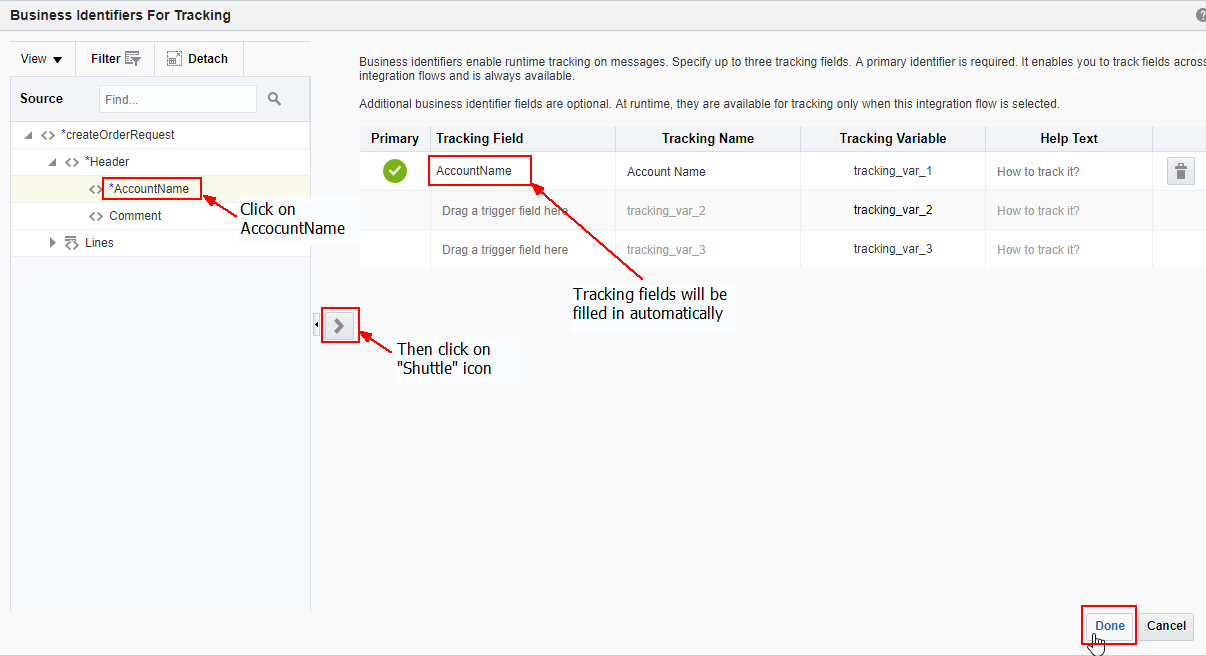 Business Identifiers For Tracking
View Filter Detach
Source Find...
*createOrderRequest
*Header
*AccountName
Comment
Lines
Click on
AccocuntName
Business identifiers enable runtime tracking on messages. Specify up to three tracking fields. A primary identifier is required. It enables you to track fields across
integration flows and is always available.
Additional business identifier fields are optional. At runtime, they are available for tracking only when this integration flow is selected.
Primary Tracking Field Tracking Name Tracking Variable Help Text
AccountName Account Name tracking_var_1 How to track it?
Drag a trigger field here tracking_var_2 tracking_var_2 How to track it?
Drag a trigger field here tracking_var_3 tracking_var_3 How to track it?
Tracking fields will be
filled in automatically
Then click on
"Shuttle" icon
Done Cancel